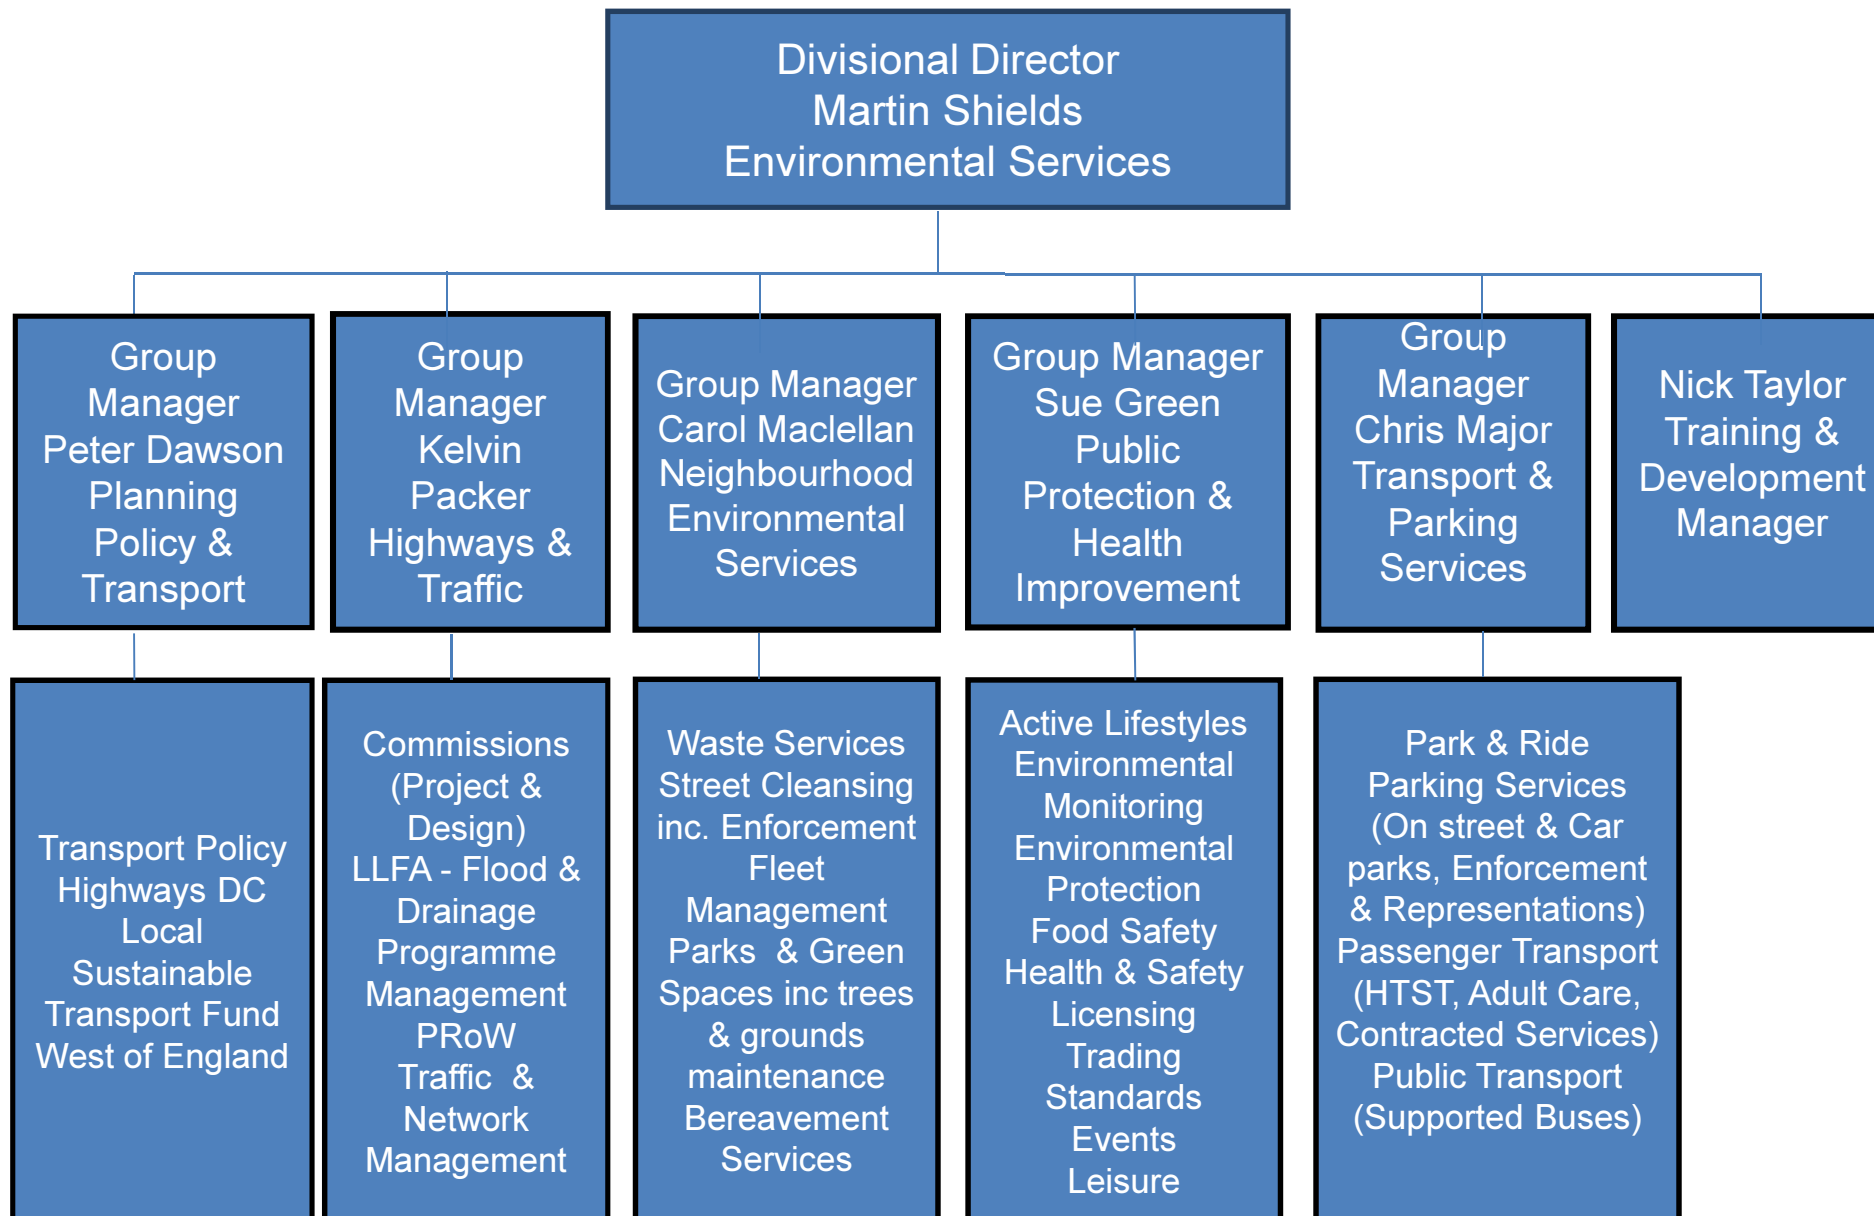 Divisional Director
Martin Shields
Environmental Services
Group
Manager
Peter Dawson
Planning
Policy &
Transport
Group
Manager
Kelvin
Packer
Highways &
Traffic
Group Manager
Carol Maclellan
Neighbourhood
Environmental
Services
Group Manager
Sue Green
Public
Protection &
Health
Improvement
Group
Manager
Chris Major
Transport &
Parking
Services
Nick Taylor
Training &
Development
Manager
Transport Policy
Highways DC
Local
Sustainable
Transport Fund
West of England
Commissions
(Project &
Design)
LLFA - Flood &
Drainage
Programme
Management
PRoW
Traffic &
Network
Management
Waste Services
Street Cleansing
inc. Enforcement
Fleet
Management
Parks & Green
Spaces inc trees
& grounds
maintenance
Bereavement
Services
Active Lifestyles
Environmental
Monitoring
Environmental
Protection
Food Safety
Health & Safety
Licensing
Trading
Standards
Events
Leisure
Park & Ride
Parking Services
(On street & Car
parks, Enforcement
& Representations)
Passenger Transport
(HTST, Adult Care,
Contracted Services)
Public Transport
(Supported Buses)